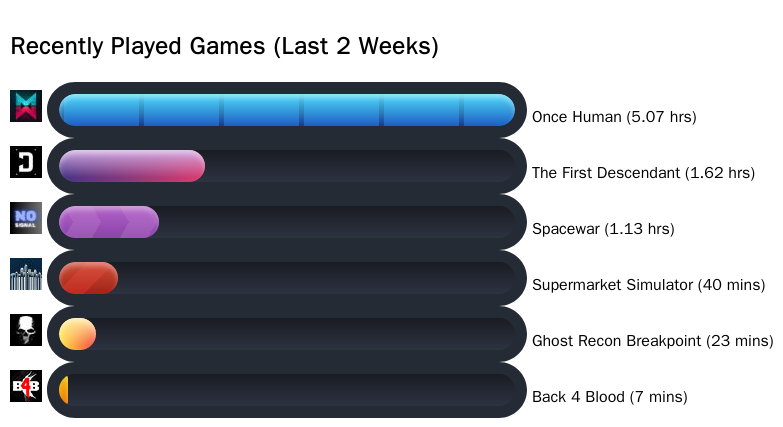 Recently Played Games (Last 2 Weeks)
Once Human (5.07 hrs)
The First Descendant (1.62 hrs)
NO
SIGNAL
Spacewar (1.13 hrs)
Supermarket Simulator (40 mins)
Ghost Recon Breakpoint (23 mins)
B4B
Back 4 Blood (7 mins)